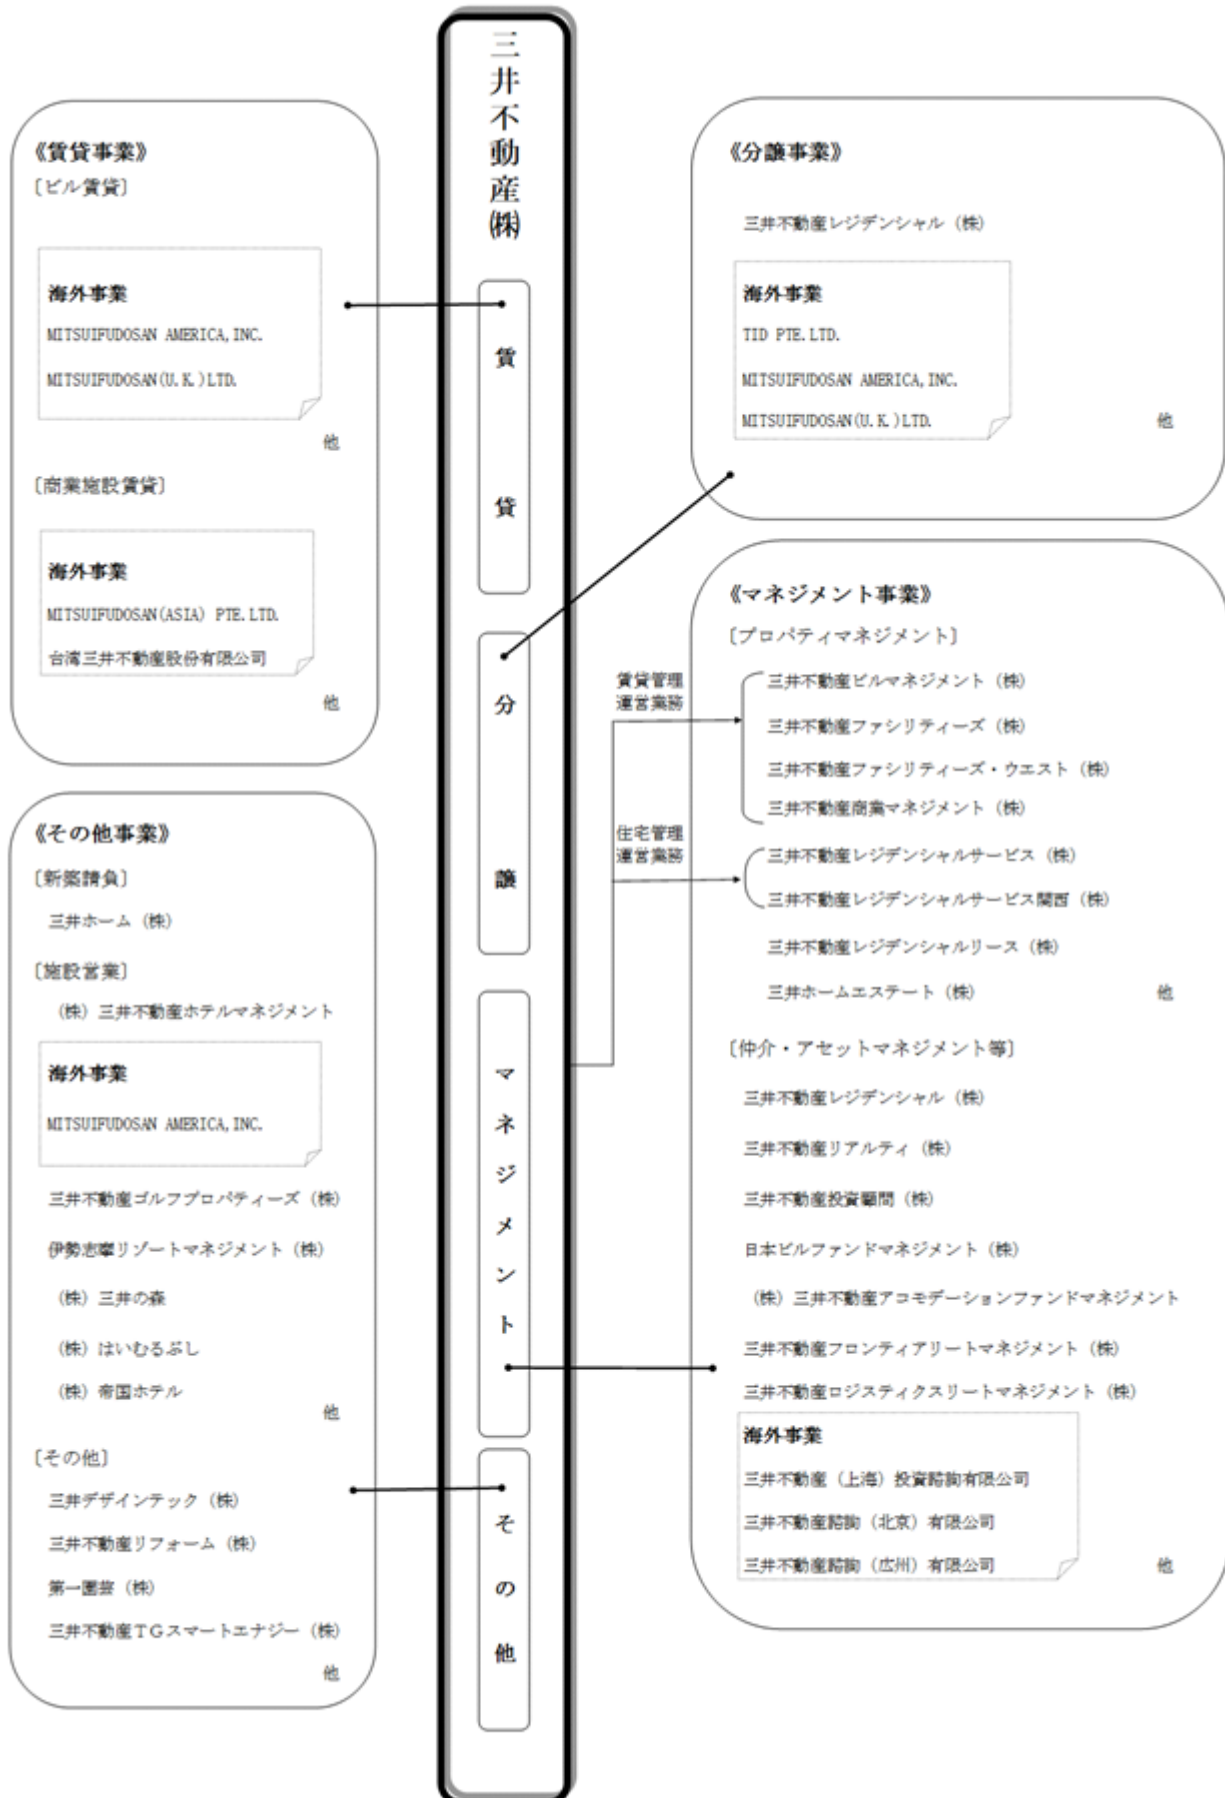 三井不動産㈱
賃貸
分譲
マネジメント
その他
《賃貸事業》
〔ビル賃貸〕
海外事業
MITSUIFUDOSAN AMERICA,INC.
MITSUIFUDOSAN(U.K.)LTD.
他
〔商業施設賃貸〕
海外事業
MITSUIFUDOSAN(ASIA) PTE.LTD.
台湾三井不動産股份有限公司
他
《その他事業》
〔新築請負〕
三井ホーム（株）
〔施設営業〕
（株）三井不動産ホテルマネジメント
海外事業
MITSUIFUDOSAN AMERICA,INC.
三井不動産ゴルフプロパティーズ（株）
伊勢志摩リゾートマネジメント（株）
（株）三井の森
（株）はいむるぶし
（株）帝国ホテル
他
〔その他〕
三井デザインテック（株）
三井不動産リフォーム（株）
第一園芸（株）
三井不動産TGスマートエナジー（株）
他
《分譲事業》
三井不動産レジデンシャル（株）
海外事業
TID PTE.LTD.
MITSUIFUDOSAN AMERICA,INC.
MITSUIFUDOSAN(U.K.)LTD.
他
賃貸管理
運営業務
住宅管理
運営業務
《マネジメント事業》
〔プロパティマネジメント〕
三井不動産ビルマネジメント（株）
三井不動産ファシリティーズ（株）
三井不動産ファシリティーズ・ウエスト（株）
三井不動産商業マネジメント（株）
三井不動産レジデンシャルサービス（株）
三井不動産レジデンシャルサービス関西（株）
三井不動産レジデンシャルリース（株）
三井ホームエステート（株）
他
〔仲介・アセットマネジメント等〕
三井不動産レジデンシャル（株）
三井不動産リアルティ（株）
三井不動産投資顧問（株）
日本ビルファンドマネジメント（株）
（株）三井不動産アコモデーションファンドマネジメント
三井不動産フロンティアリートマネジメント（株）
三井不動産ロジスティクスリートマネジメント（株）
海外事業
三井不動産（上海）投資諮詢有限公司
三井不動産諮詢（北京）有限公司
三井不動産諮詢（広州）有限公司
他